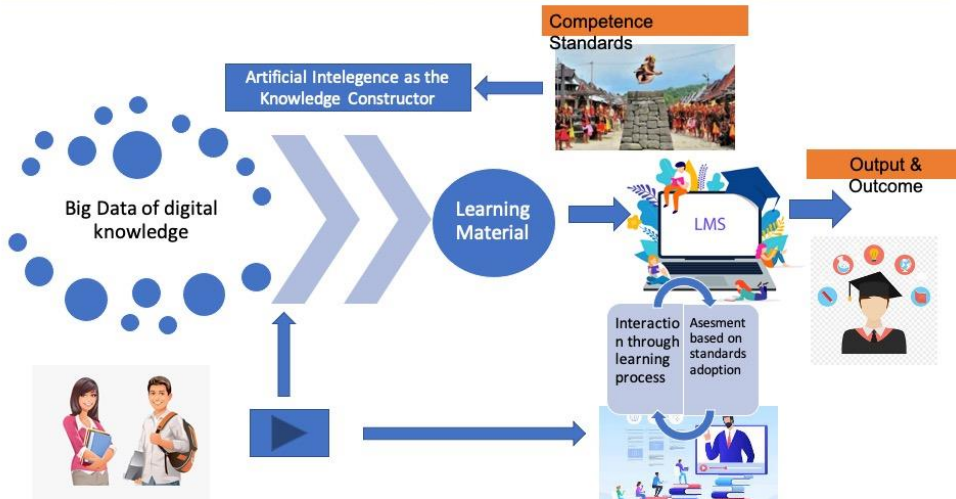 Competence
Standards
Artificial Intelegence as the
Knowledge Constructor
Big Data of digital
knowledge
Learning
Material
LMS
Output &
Outcome
Interactio
n through
learning
process
Asesment
based on
standards
adoption